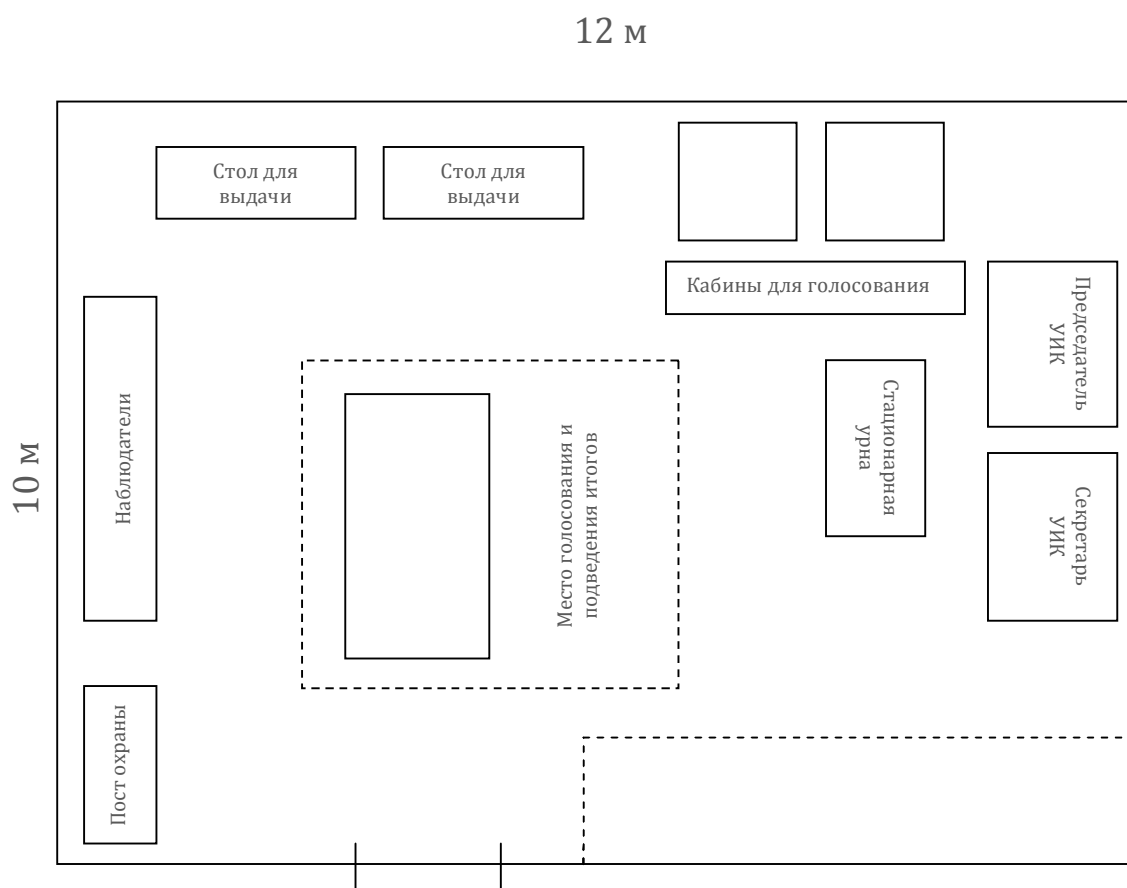 12 м
Стол для
выдачи
Стол для
выдачи
Кабины для голосования
Председатель
УИК
Наблюдатели
Место голосования и
подведения итогов
Стационарная
урна
10 м
Секретарь
УИК
Пост охраны